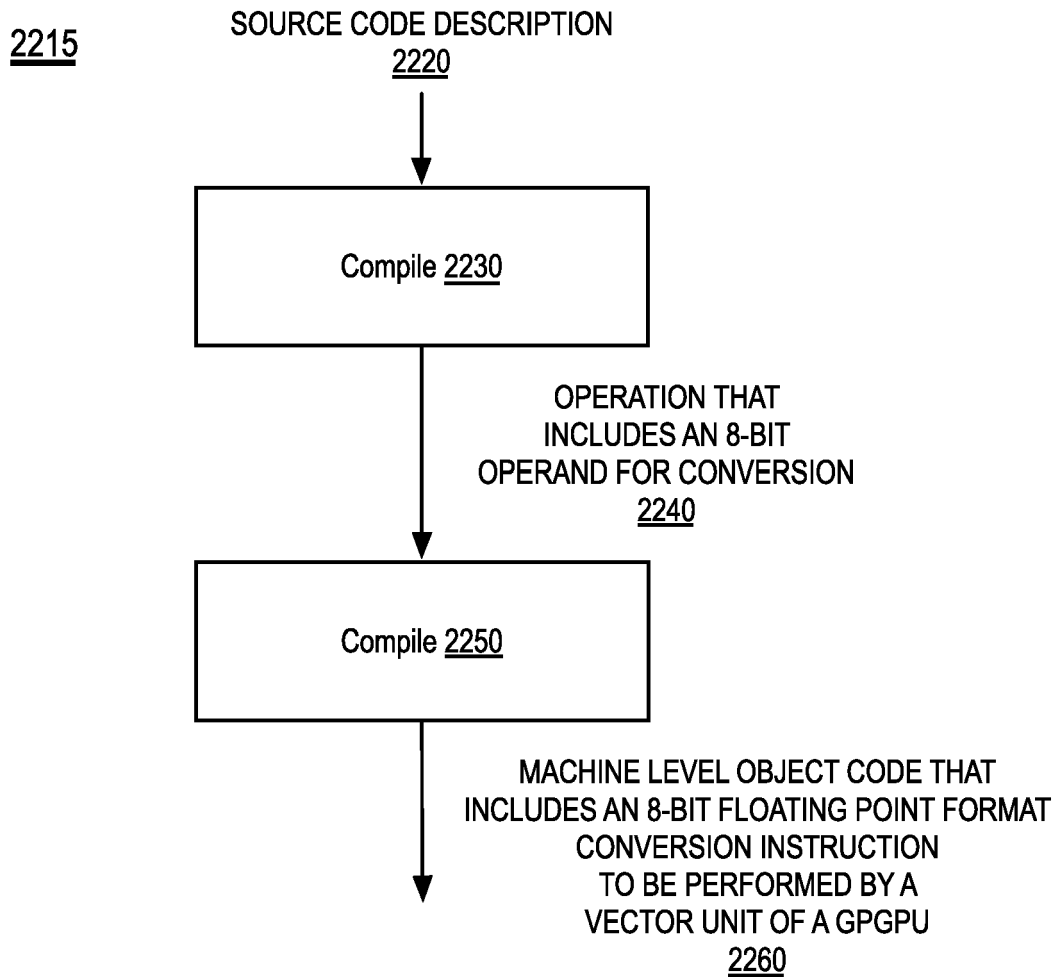 2215
SOURCE CODE DESCRIPTION
2220
Compile 2230
OPERATION THAT
INCLUDES AN 8-BIT
OPERAND FOR CONVERSION
2240
Compile 2250
MACHINE LEVEL OBJECT CODE THAT
INCLUDES AN 8-BIT FLOATING POINT FORMAT
CONVERSION INSTRUCTION
TO BE PERFORMED BY A
VECTOR UNIT OF A GPGPU
2260